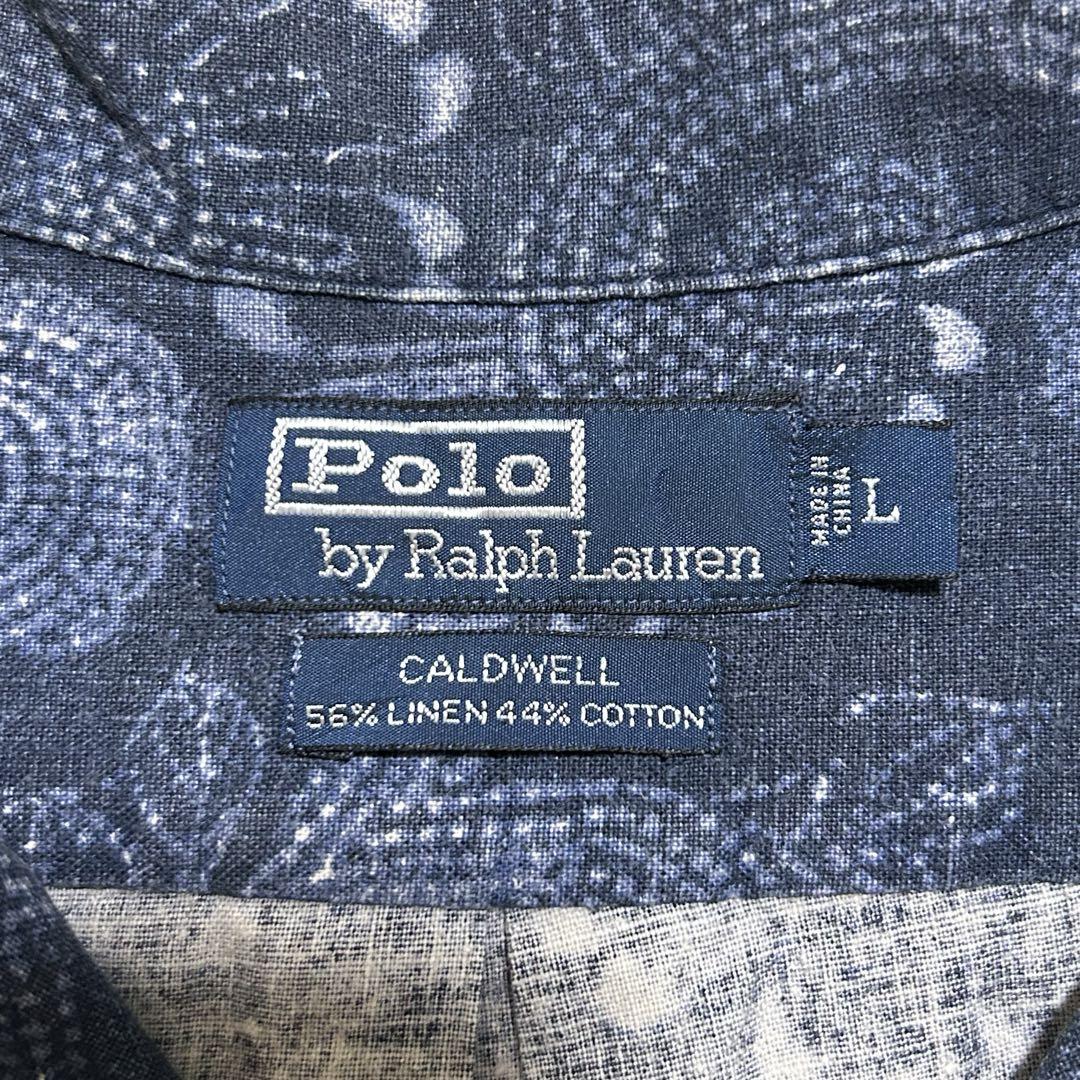 Polo
by Ralph Lauren
MADE IN
CHINA
L
CALDWELL
56% LINEN 44% COTTON